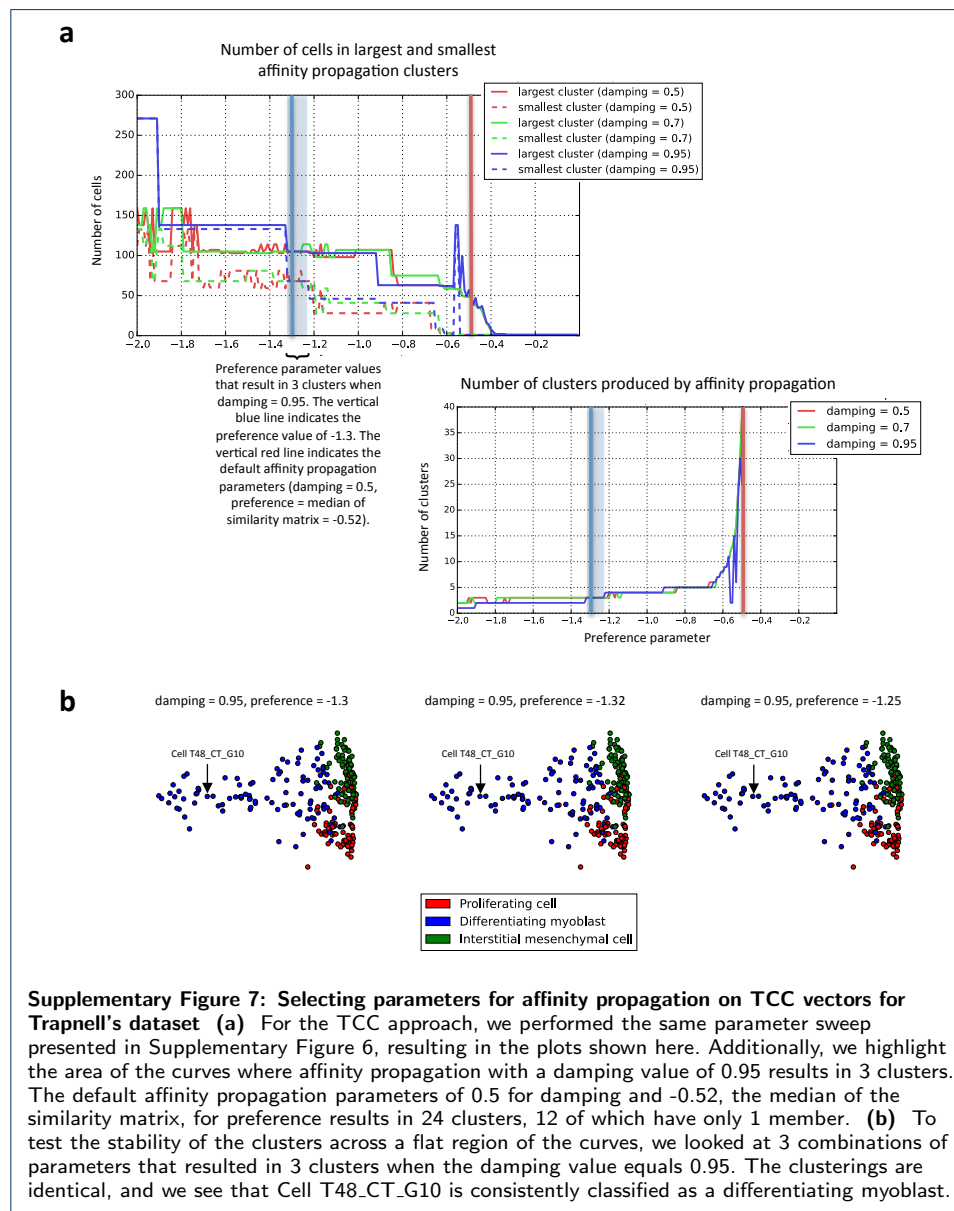 a
Number of cells in largest and smallest
affinity propagation clusters
300
250
200
150
100
50
0
Number of cells
−2.0 −1.8 −1.6 −1.4 −1.2 −1.0 −0.8 −0.6 −0.4 −0.2
largest cluster (damping = 0.5)
smallest cluster (damping = 0.5)
largest cluster (damping = 0.7)
smallest cluster (damping = 0.7)
largest cluster (damping = 0.95)
smallest cluster (damping = 0.95)
Preference parameter values
that result in 3 clusters when
damping = 0.95. The vertical
blue line indicates the
preference value of -1.3. The
vertical red line indicates the
default affinity propagation
parameters (damping = 0.5,
preference = median of
similarity matrix = -0.52).
Number of clusters produced by affinity propagation
40
35
30
25
20
15
10
5
0
Number of clusters
−2.0 −1.8 −1.6 −1.4 −1.2 −1.0 −0.8 −0.6 −0.4 −0.2
Preference parameter
damping = 0.5
damping = 0.7
damping = 0.95
b
damping = 0.95, preference = -1.3
damping = 0.95, preference = -1.32
damping = 0.95, preference = -1.25
Cell T48_CT_G10
Cell T48_CT_G10
Cell T48_CT_G10
Proliferating cell
Differentiating myoblast
Interstitial mesenchymal cell
Supplementary Figure 7: Selecting parameters for affinity propagation on TCC vectors for
Trapnell's dataset (a) For the TCC approach, we performed the same parameter sweep
presented in Supplementary Figure 6, resulting in the plots shown here. Additionally, we highlight
the area of the curves where affinity propagation with a damping value of 0.95 results in 3 clusters.
The default affinity propagation parameters of 0.5 for damping and -0.52, the median of the
similarity matrix, for preference results in 24 clusters, 12 of which have only 1 member. (b) To
test the stability of the clusters across a flat region of the curves, we looked at 3 combinations of
parameters that resulted in 3 clusters when the damping value equals 0.95. The clusterings are
identical, and we see that Cell T48_CT_G10 is consistently classified as a differentiating myoblast.